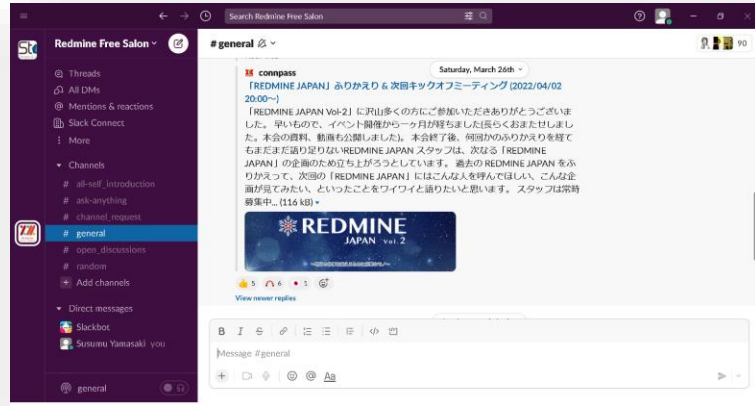 Search Redmine Free Salon
Redmine Free Salon
Threads
All DMs
Mentions & reactions
Slack Connect
More
Channels
# all-self_introduction
# ask-anything
# channel_request
# general
# open_discussions
# random
+ Add channels
Direct messages
Slackbot
Susumu Yamasaki you
general
# general
90
connpass
Saturday, March 26th
「REDMINE JAPAN」ふりかえり & 次回キックオフミーティング (2022/04/02
20:00～)
「REDMINE JAPAN Vol-2」に沢山多くの方にご参加いただきありがとうございま
した。早いもので、イベント開催から一ヶ月が経ちました(長らくおまたせしまし
た。本会の資料、動画も公開しました)。本会終了後、何回かのふりかえりを経て
もまだまだ語り足りないREDMINE JAPAN スタッフは、次なる「REDMINE
JAPAN」の企画のため立ち上がろうとしています。 過去の REDMINE JAPAN をふ
りかえって、次回の「REDMINE JAPAN」にはこんな人を呼んでほしい、こんな企
画が見てみたい、といったことをワイワイと語りたいと思います。 スタッフは常時
募集中... (116 kB)
REDMINE
JAPAN vol.2
5 6 5
View newer replies
B I S
Message #general
+ @ Aa